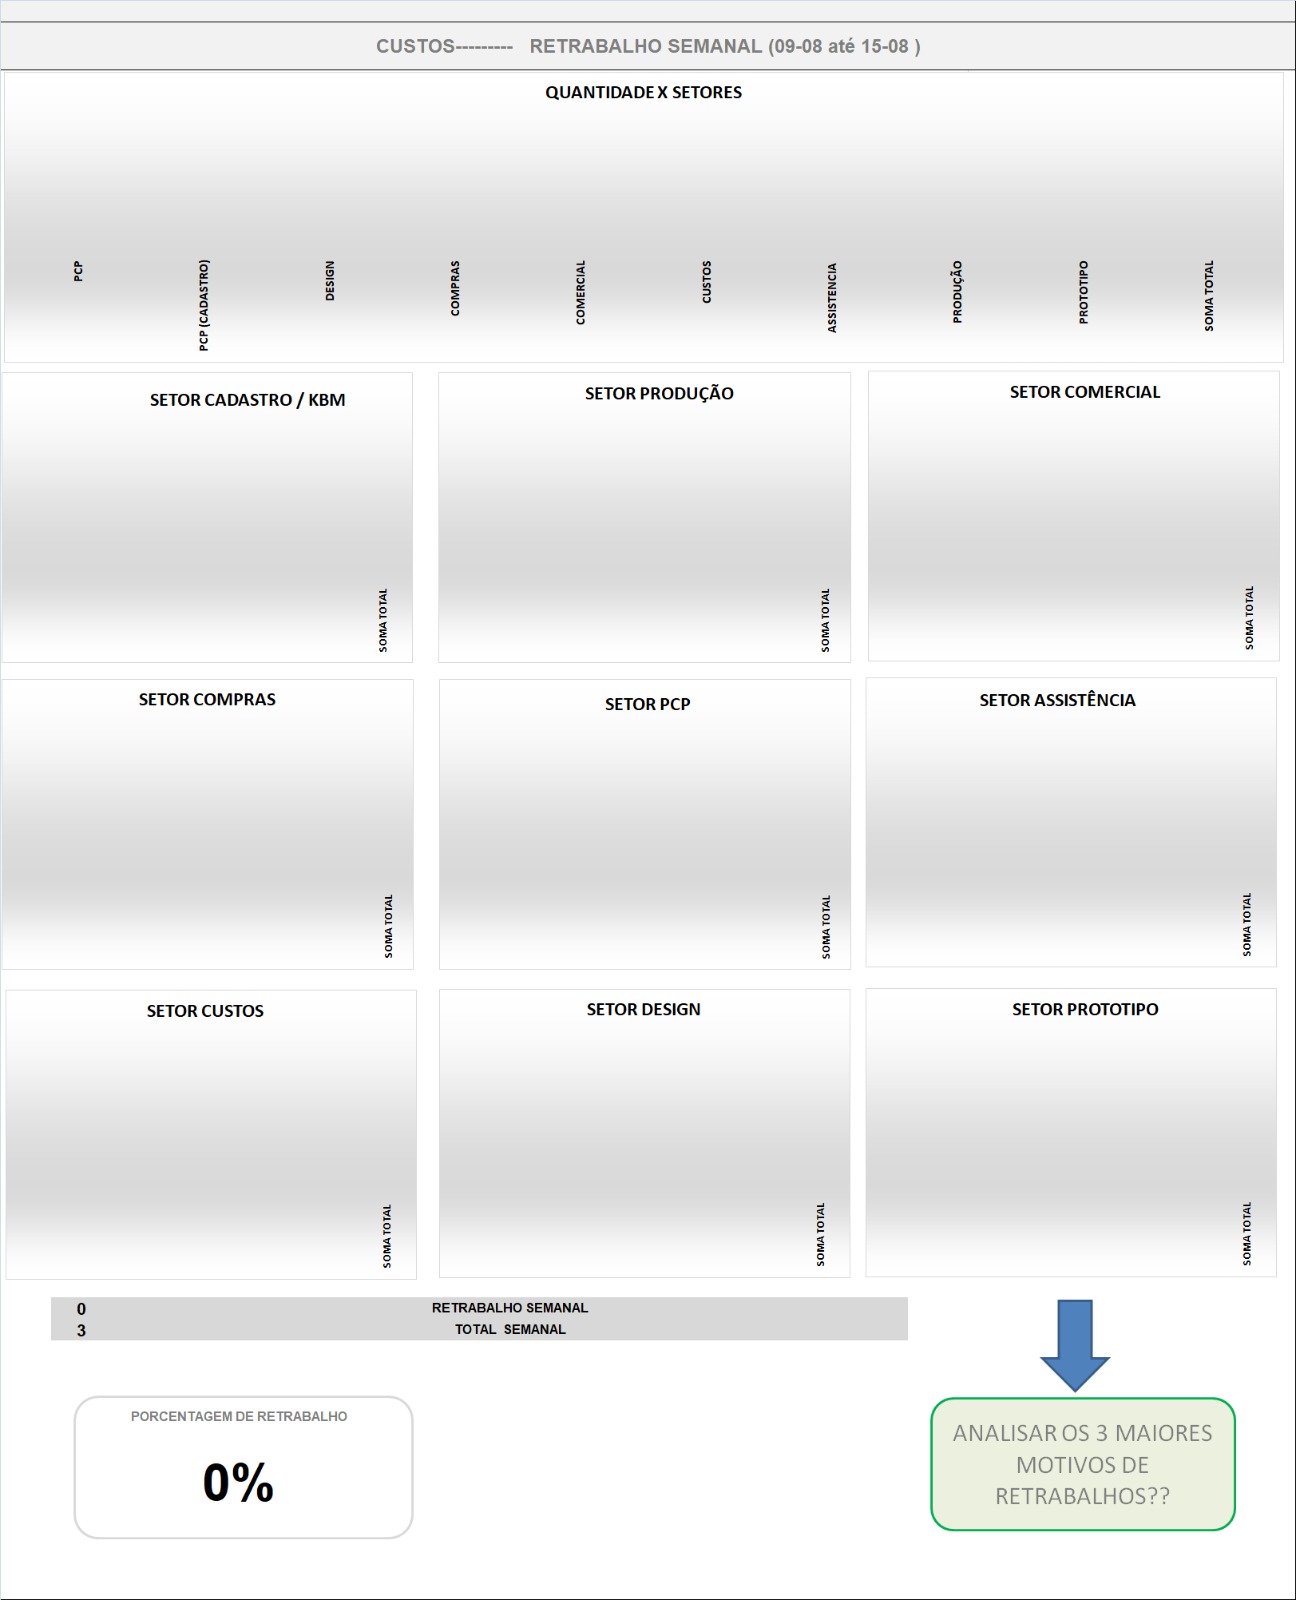 CUSTOS--------- RETRABALHO SEMANAL (09-08 até 15-08 )
QUANTIDADE X SETORES
PCP
PCP (CADASTRO)
DESIGN
COMPRAS
COMERCIAL
CUSTOS
ASSISTENCIA
PRODUÇÃO
PROTOTIPO
SOMA TOTAL
SETOR CADASTRO / KBM
SOMA TOTAL
SETOR PRODUÇÃO
SOMA TOTAL
SETOR COMERCIAL
SOMA TOTAL
SETOR COMPRAS
SOMA TOTAL
SETOR PCP
SOMA TOTAL
SETOR ASSISTÊNCIA
SOMA TOTAL
SETOR CUSTOS
SOMA TOTAL
SETOR DESIGN
SOMA TOTAL
SETOR PROTOTIPO
SOMA TOTAL
0 RETRABALHO SEMANAL
3 TOTAL SEMANAL
PORCENTAGEM DE RETRABALHO
0%
ANALISAR OS 3 MAIORES
MOTIVOS DE
RETRABALHOS??